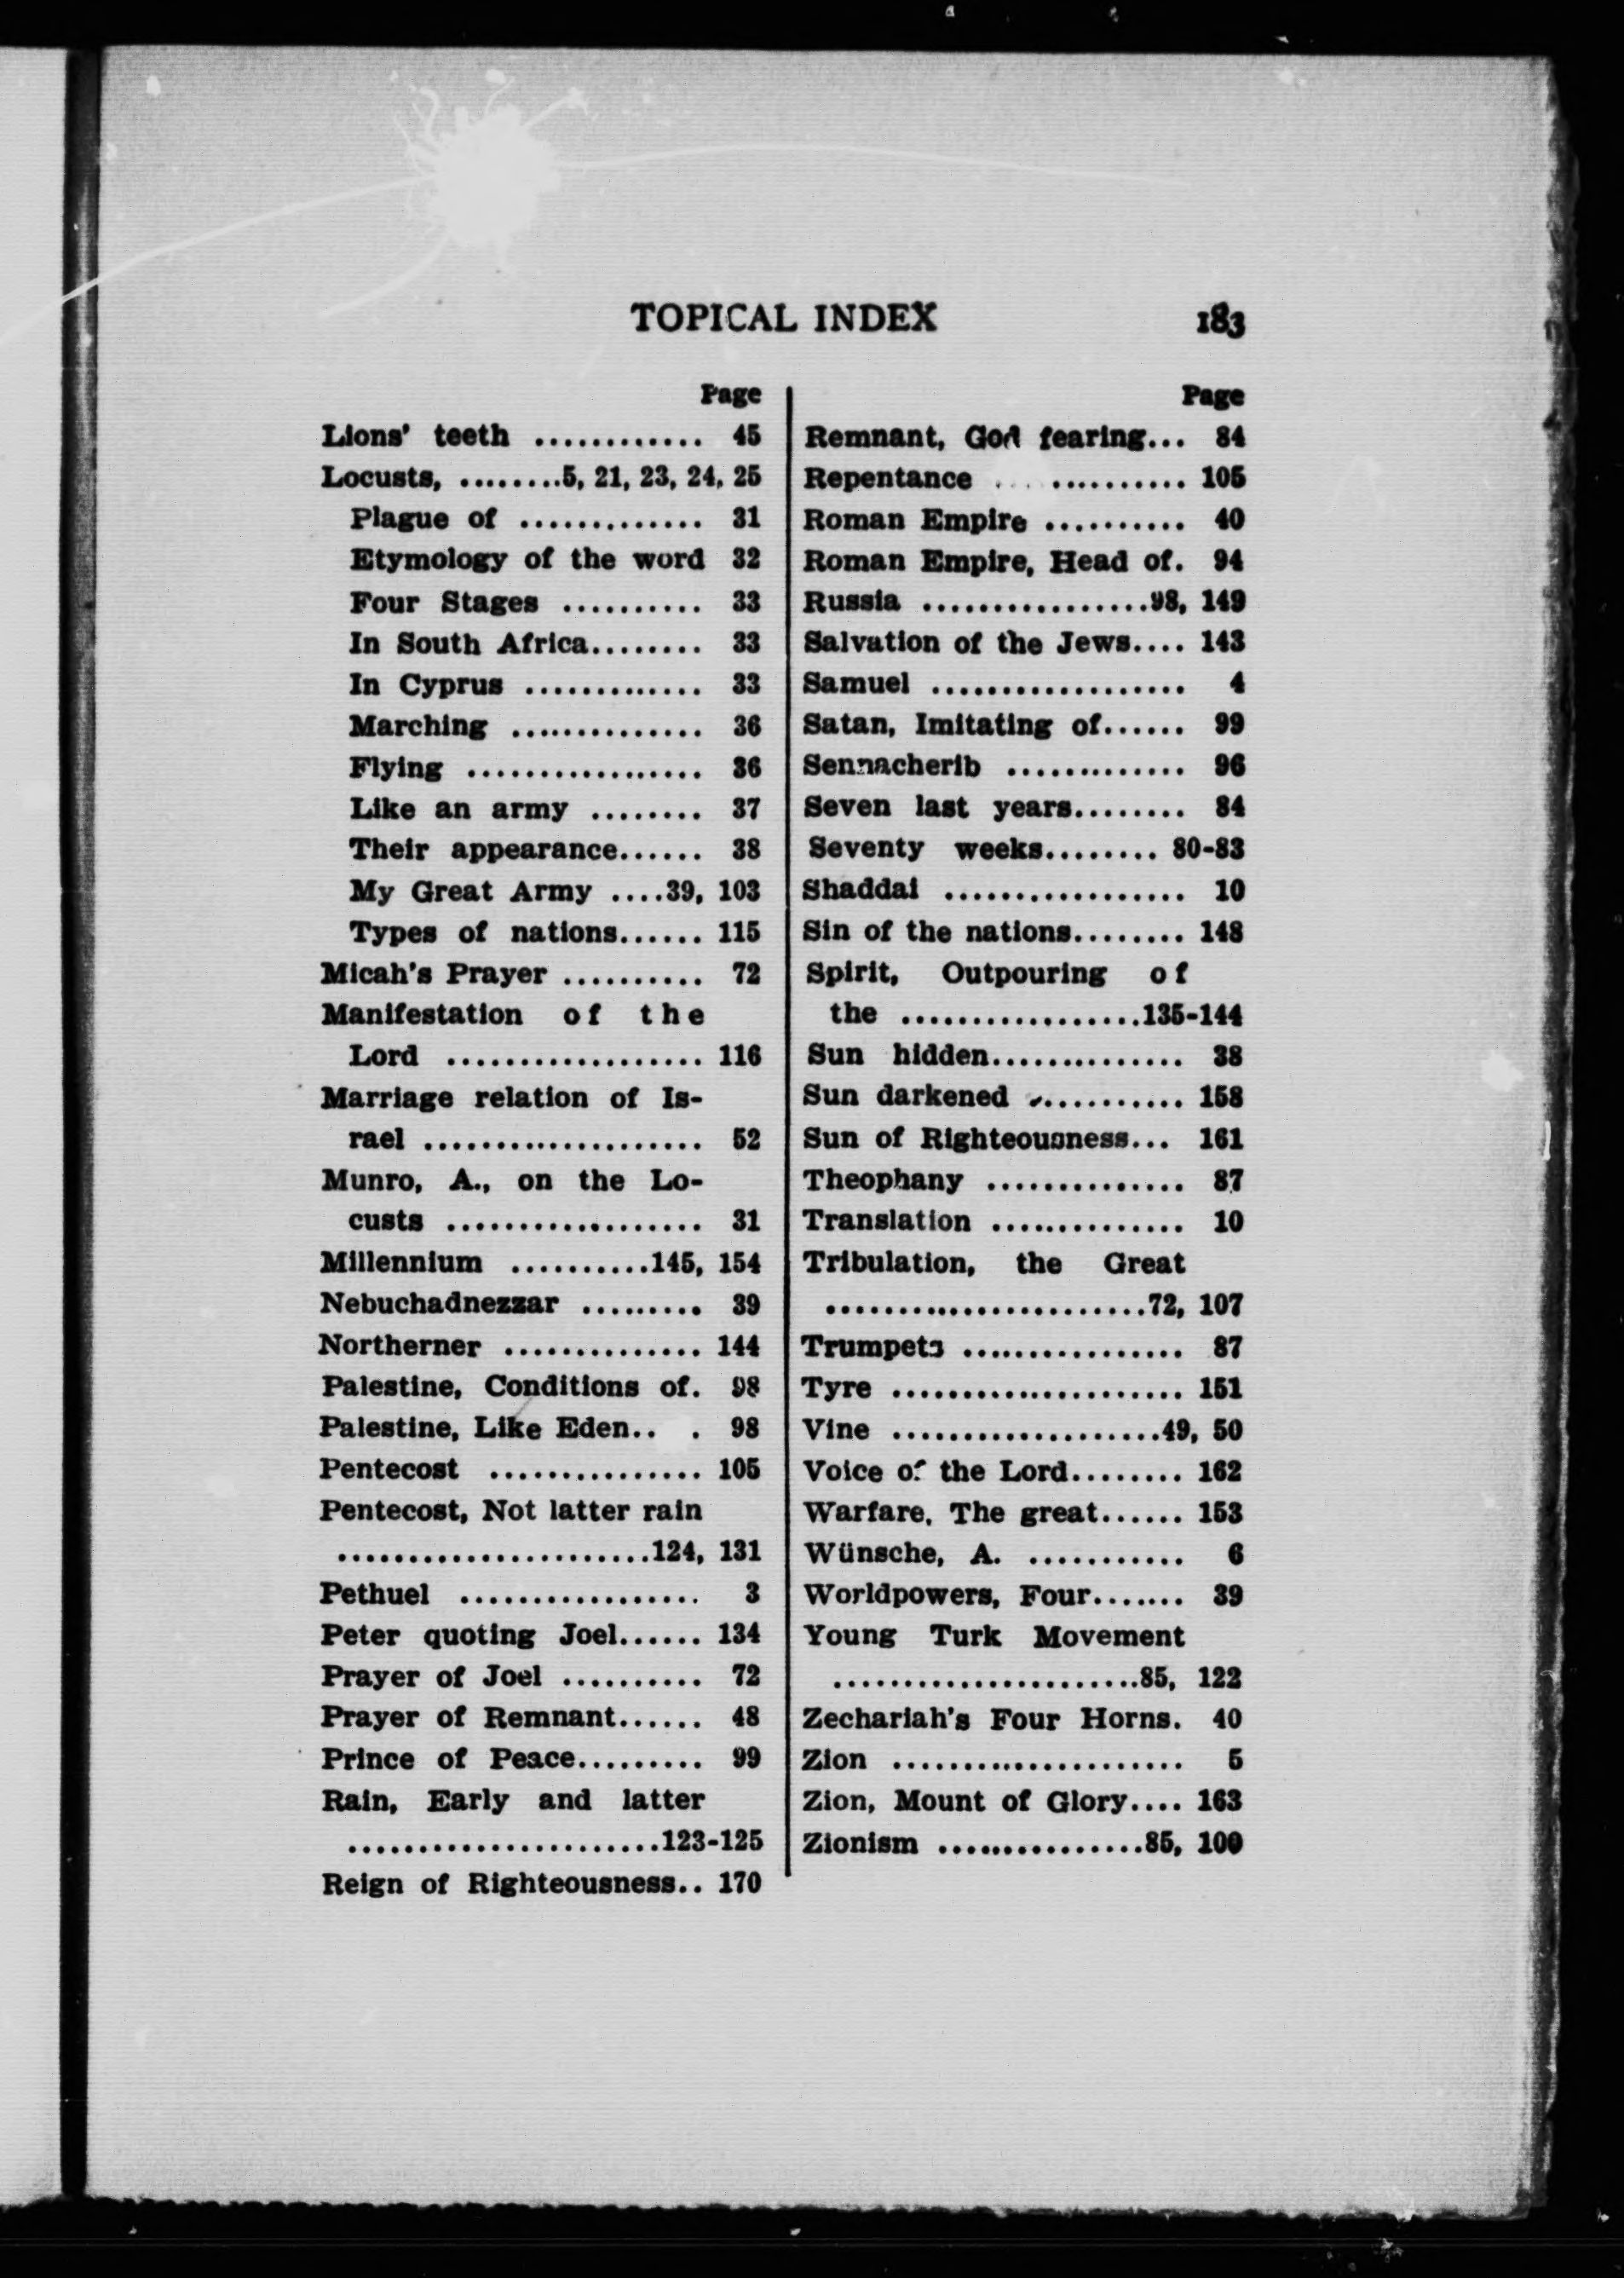 TOPICAL INDEX 183
Page
Lions' teeth ............ 45
Locusts, ........5, 21, 23, 24, 25
Plague of ............. 31
Etymology of the word 32
Four Stages .......... 33
In South Africa........ 33
In Cyprus ............. 33
Marching .............. 36
Flying ................. 36
Like an army ........ 37
Their appearance...... 38
My Great Army ....39, 103
Types of nations...... 115
Micah's Prayer .......... 72
Manifestation of the
Lord .................. 116
Marriage relation of Is-
rael .................... 52
Munro, A., on the Lo-
custs .................. 31
Millennium ..........145, 154
Nebuchadnezzar ......... 39
Northerner .............. 144
Palestine, Conditions of. 98
Palestine, Like Eden.. . 98
Pentecost ............... 105
Pentecost, Not latter rain
......................124, 131
Pethuel ................. 3
Peter quoting Joel...... 134
Prayer of Joel .......... 72
Prayer of Remnant...... 48
Prince of Peace......... 99
Rain, Early and latter
......................123-125
Reign of Righteousness.. 170
Page
Remnant, God fearing... 84
Repentance . . .......... 105
Roman Empire .......... 40
Roman Empire, Head of. 94
Russia ................98, 149
Salvation of the Jews.... 143
Samuel .................. 4
Satan, Imitating of...... 99
Sennacherib ............. 96
Seven last years........ 84
Seventy weeks........ 80-83
Shaddai ................. 10
Sin of the nations........ 148
Spirit, Outpouring of
the .................135-144
Sun hidden.............. 38
Sun darkened ........... 158
Sun of Righteousness... 161
Theophany .............. 87
Translation .............. 10
Tribulation, the Great
.......................72, 107
Trumpets ................ 87
Tyre ..................... 151
Vine ...................49, 50
Voice of the Lord........ 162
Warfare, The great...... 153
Wünsche, A. ........... 6
Worldpowers, Four....... 39
Young Turk Movement
......................85, 122
Zechariah's Four Horns. 40
Zion ..................... 5
Zion, Mount of Glory.... 163
Zionism ...............85, 100